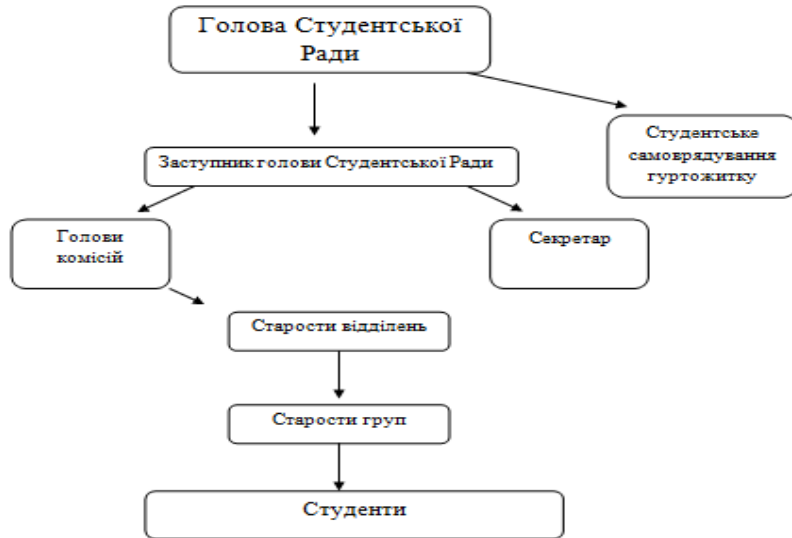 Голова Студентської
Ради
Студентське
самоврядування
гуртожитку
Заступник голови Студентської Ради
Голови
комісій
Секретар
Старости відділень
Старости груп
Студенти